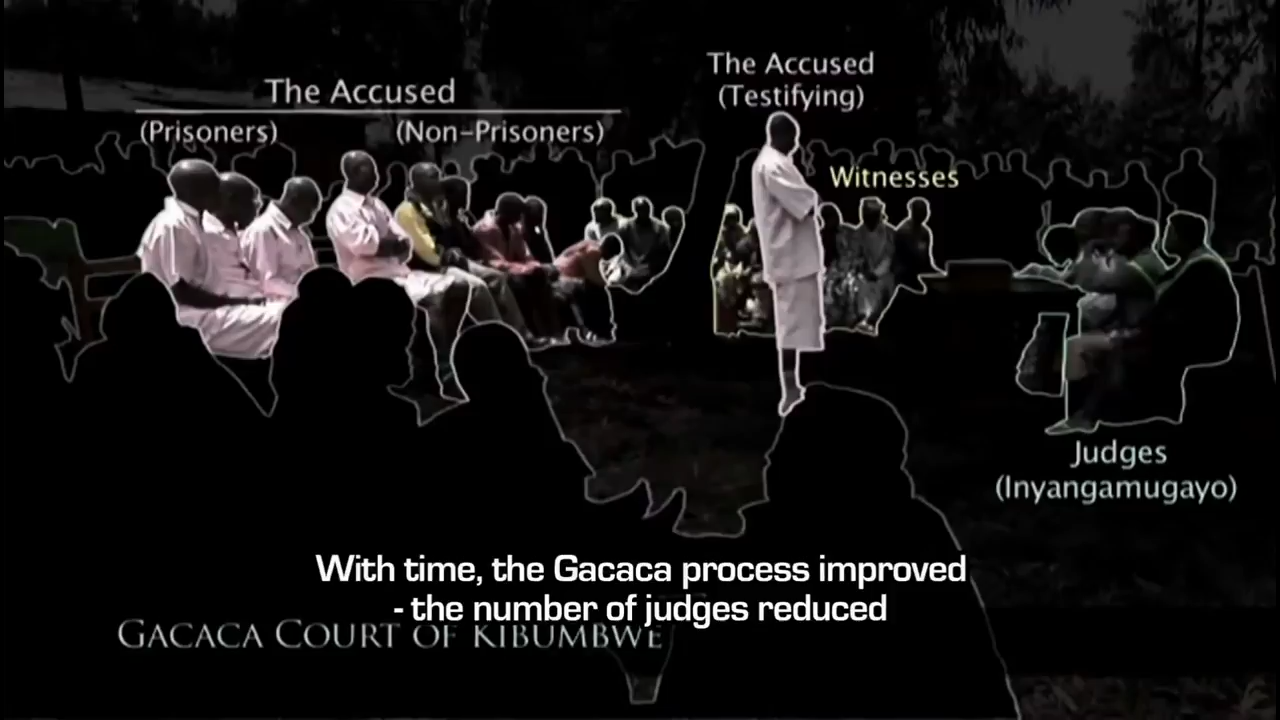 The Accused
(Prisoners)
(Non-Prisoners)
The Accused
(Testifying)
Witnesses
Judges
(Inyangamugayo)
With time, the Gacaca process improved
- the number of judges reduced
GACACA COURT OF KIBUMBWE